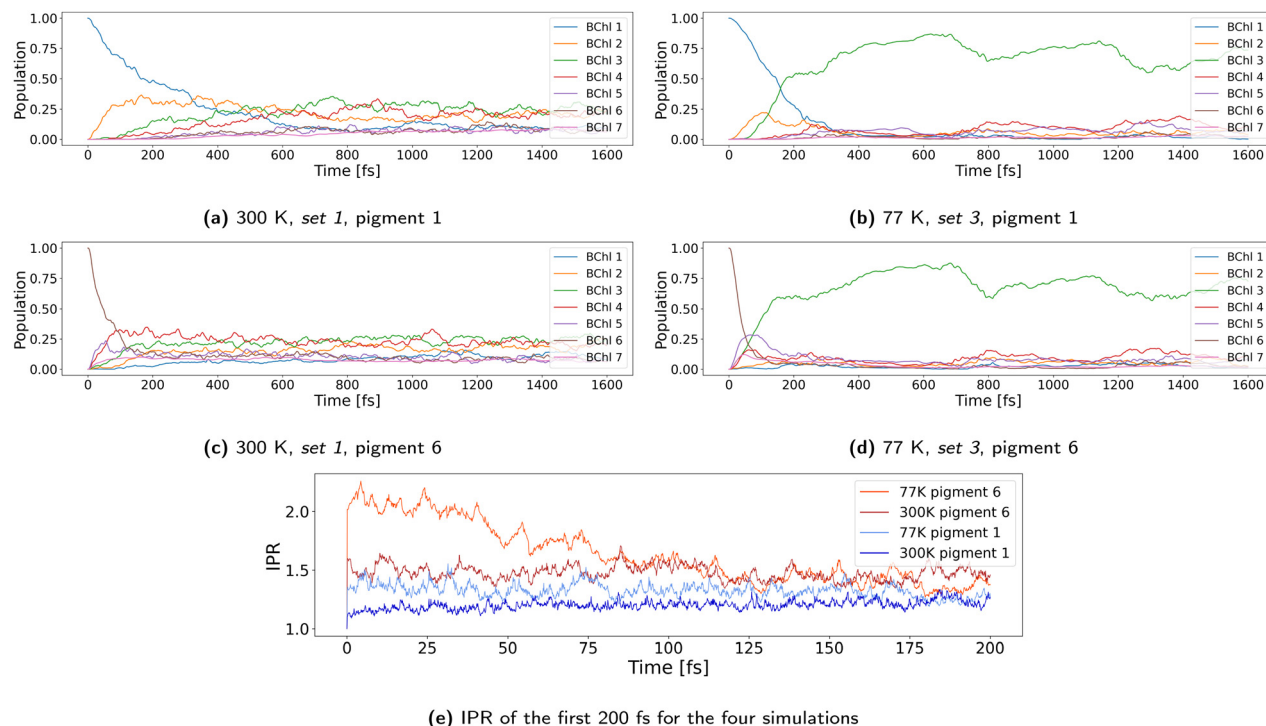 1.00
0.75
0.50
0.25
0.00
Population
0 200 400 600 800 1000 1200 1400 1600
Time [fs]
BChl 1
BChl 2
BChl 3
BChl 4
BChl 5
BChl 6
BChl 7
(a) 300 K, set 1, pigment 1
1.00
0.75
0.50
0.25
0.00
Population
0 200 400 600 800 1000 1200 1400 1600
Time [fs]
BChl 1
BChl 2
BChl 3
BChl 4
BChl 5
BChl 6
BChl 7
(b) 77 K, set 3, pigment 1
1.00
0.75
0.50
0.25
0.00
Population
0 200 400 600 800 1000 1200 1400 1600
Time [fs]
BChl 1
BChl 2
BChl 3
BChl 4
BChl 5
BChl 6
BChl 7
(c) 300 K, set 1, pigment 6
1.00
0.75
0.50
0.25
0.00
Population
0 200 400 600 800 1000 1200 1400 1600
Time [fs]
BChl 1
BChl 2
BChl 3
BChl 4
BChl 5
BChl 6
BChl 7
(d) 77 K, set 3, pigment 6
2.0
1.5
1.0
IPR
0 25 50 75 100 125 150 175 200
Time [fs]
77K pigment 6
300K pigment 6
77K pigment 1
300K pigment 1
(e) IPR of the first 200 fs for the four simulations